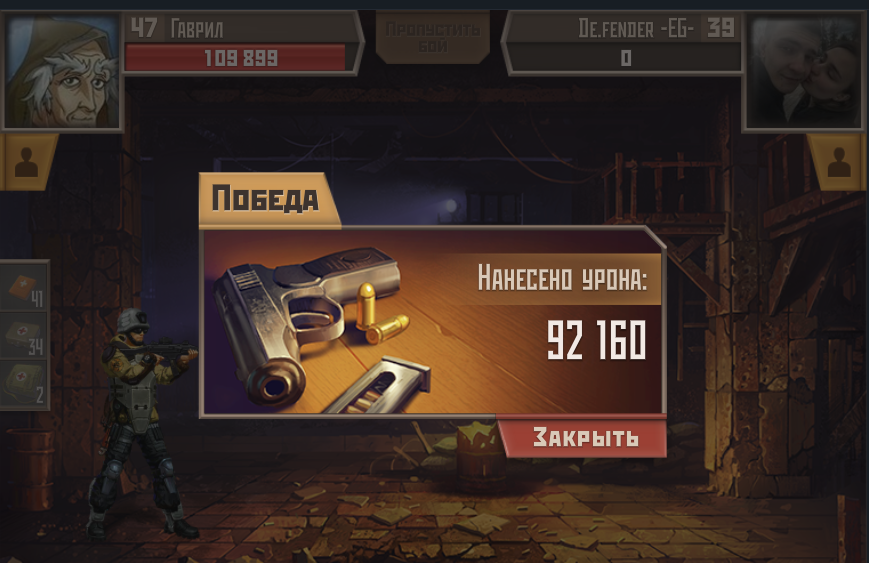 47 Гаврил
109 899
Пропустить
бой
De.fender -EG- 39
0
Победа
Нанесено урона:
92 160
41
34
2
Закрыть